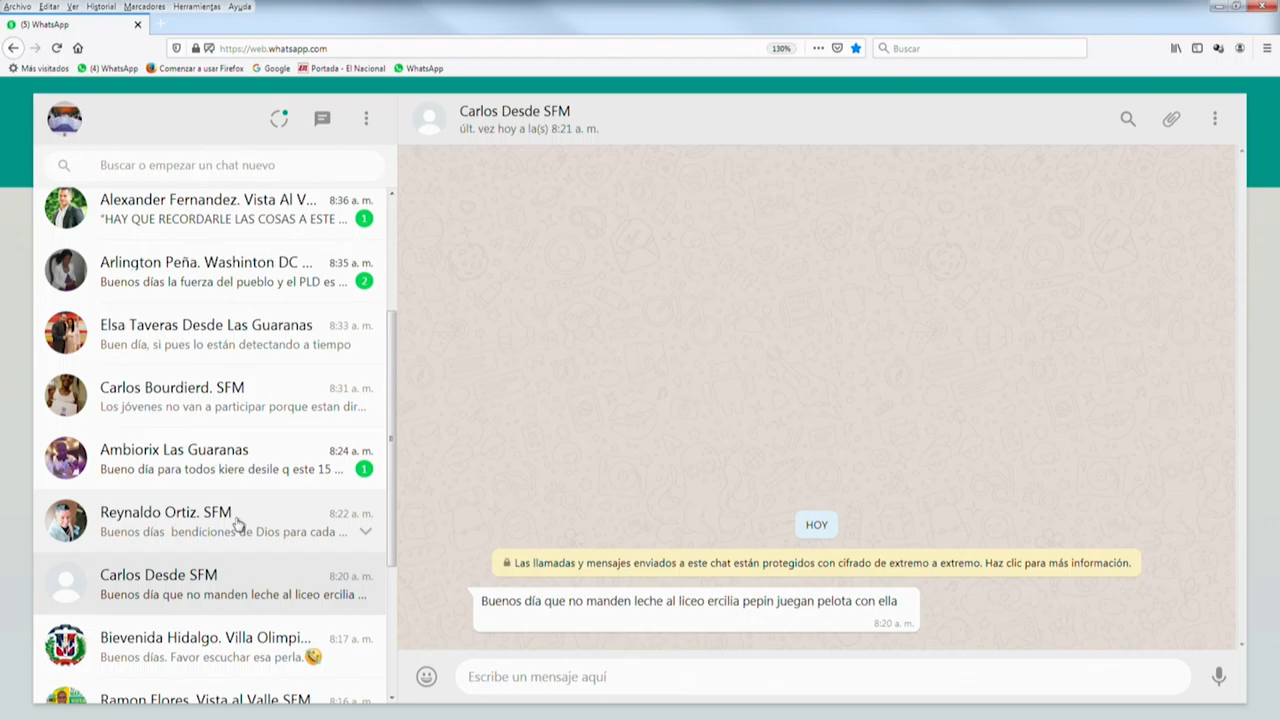 Archivo Editar Ver Historial Marcadores Herramientas Ayuda
(5) WhatsApp
https://web.whatsapp.com
130%
Buscar
Más visitados
(4) WhatsApp
Comenzar a usar Firefox
Google
Portada - El Nacional
WhatsApp
Buscar o empezar un chat nuevo
Alexander Fernandez. Vista Al V... 8:36 a. m.
"HAY QUE RECORDARLE LAS COSAS A ESTE ... 1
Arlington Peña. Washinton DC ... 8:35 a. m.
Buenos días la fuerza del pueblo y el PLD es ... 2
Elsa Taveras Desde Las Guaranas 8:33 a. m.
Buen día, si pues lo están detectando a tiempo
Carlos Bourdierd. SFM 8:31 a. m.
Los jóvenes no van a participar porque estan dir...
Ambiorix Las Guaranas 8:24 a. m.
Bueno día para todos kiere desile q este 15 ... 1
Reynaldo Ortiz. SFM 8:22 a. m.
Buenos días bendiciones de Dios para cada ...
Carlos Desde SFM 8:20 a. m.
Buenos día que no manden leche al liceo ercilia ...
Bievenida Hidalgo. Villa Olimpi... 8:17 a. m.
Buenos días. Favor escuchar esa perla.🤣
Ramon Flores. Vista al Valle SFM 8:16 a. m.
Carlos Desde SFM
últ. vez hoy a la(s) 8:21 a. m.
HOY
Las llamadas y mensajes enviados a este chat están protegidos con cifrado de extremo a extremo. Haz clic para más información.
Buenos día que no manden leche al liceo ercilia pepin juegan pelota con ella
8:20 a. m.
Escribe un mensaje aquí